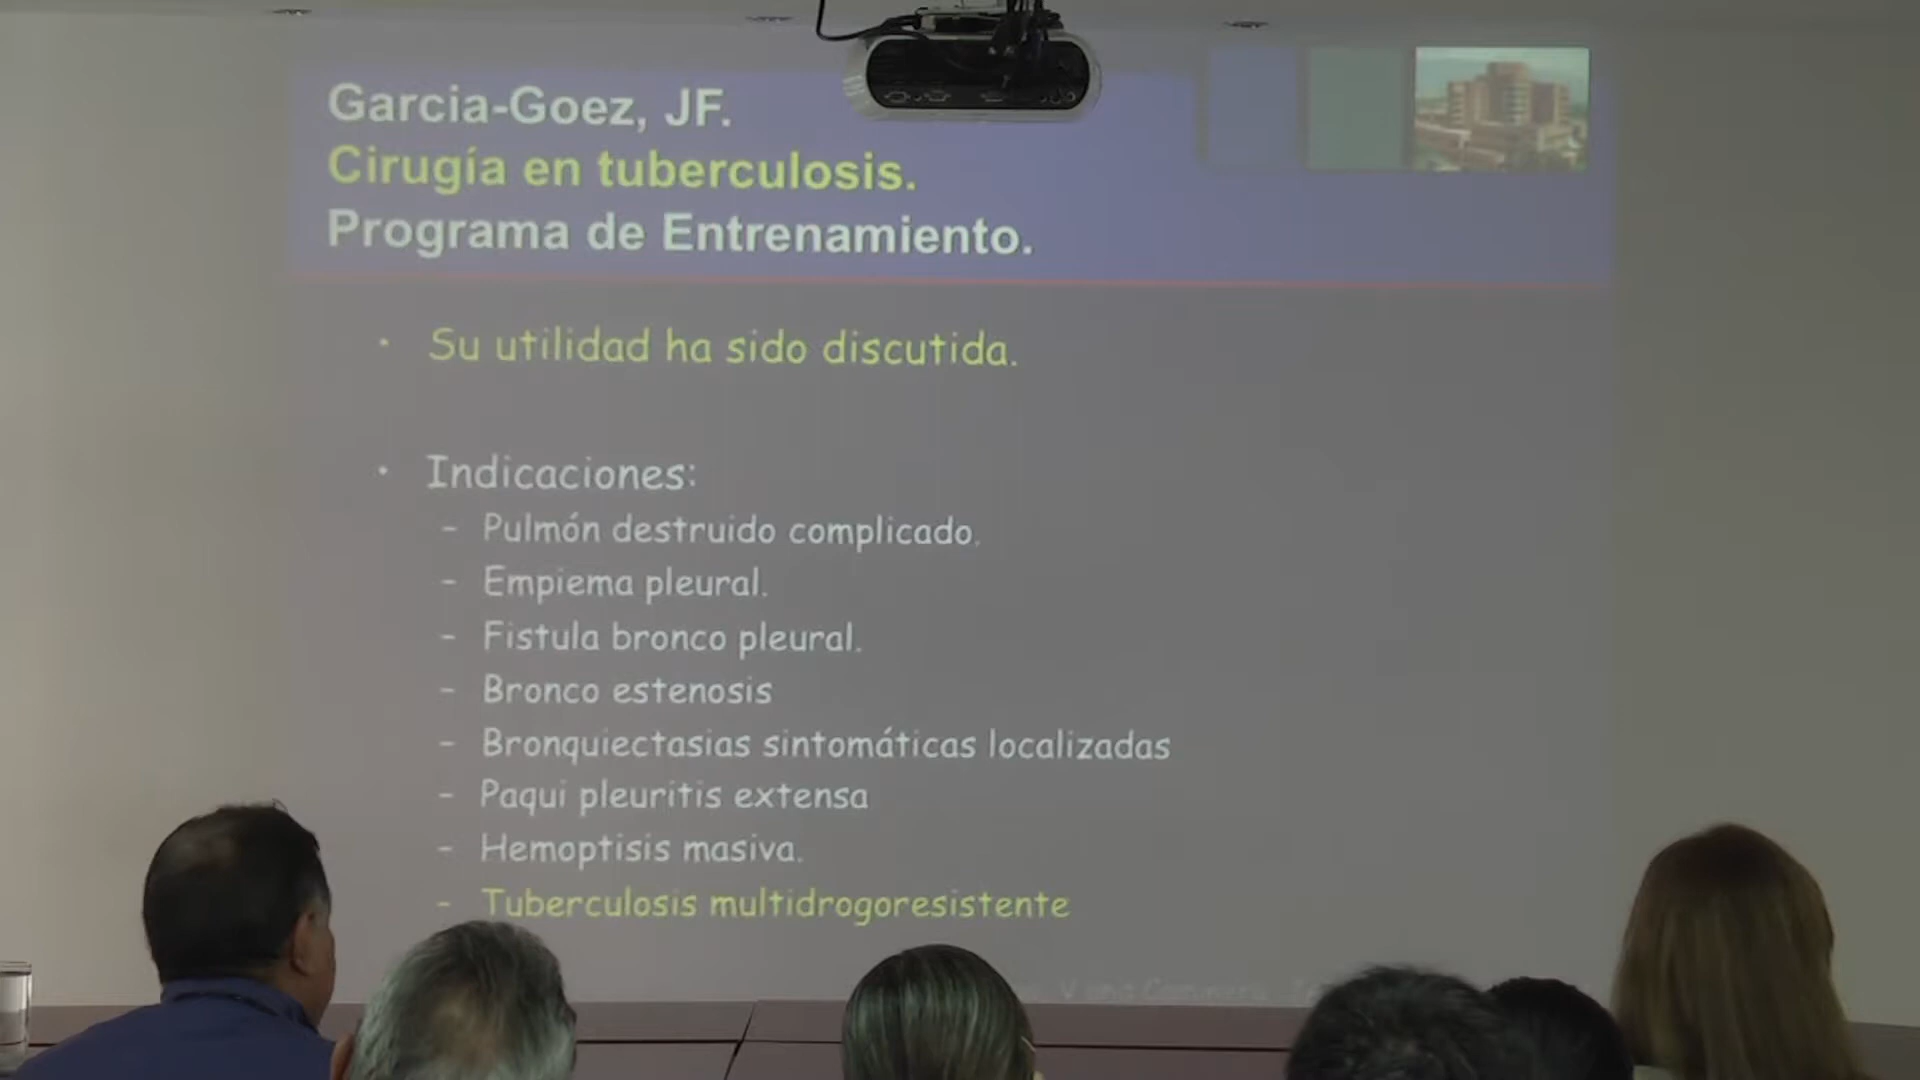 Garcia-Goez, JF.
Cirugía en tuberculosis.
Programa de Entrenamiento.
• Su utilidad ha sido discutida.
• Indicaciones:
– Pulmón destruido complicado.
– Empiema pleural.
– Fistula bronco pleural.
– Bronco estenosis
– Bronquiectasias sintomáticas localizadas
– Paqui pleuritis extensa
– Hemoptisis masiva.
– Tuberculosis multidrogoresistente